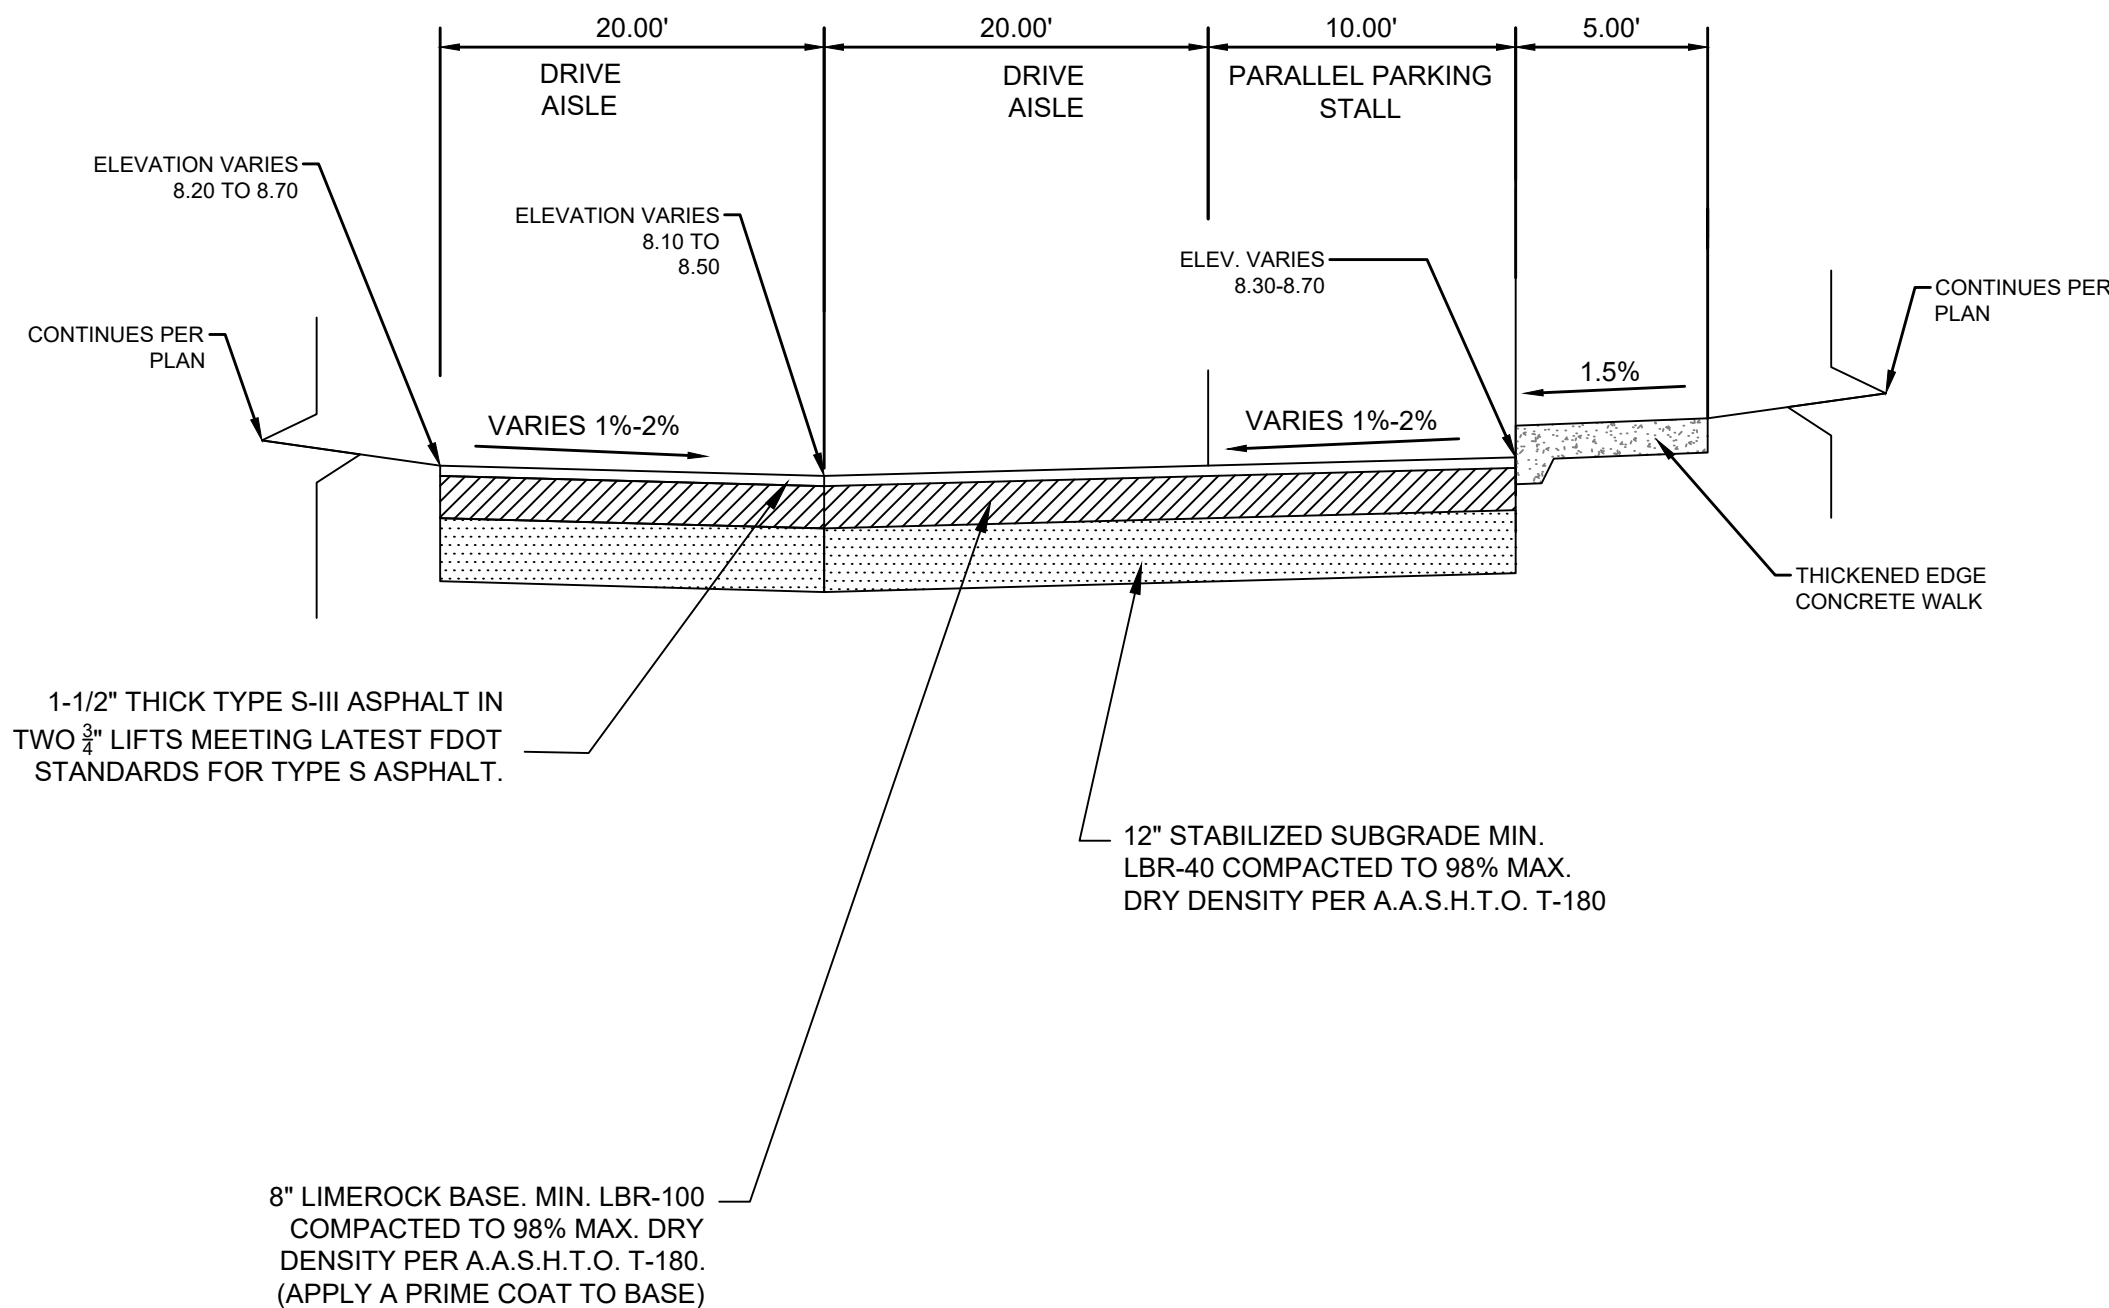 20.00'
20.00'
10.00'
5.00'
DRIVE
AISLE
DRIVE
AISLE
PARALLEL PARKING
STALL
ELEVATION VARIES
8.20 TO 8.70
ELEVATION VARIES
8.10 TO
8.50
ELEV. VARIES
8.30-8.70
CONTINUES PER
PLAN
CONTINUES PER
PLAN
VARIES 1%-2%
VARIES 1%-2%
1.5%
THICKENED EDGE
CONCRETE WALK
1-1/2" THICK TYPE S-III ASPHALT IN
TWO 3/4" LIFTS MEETING LATEST FDOT
STANDARDS FOR TYPE S ASPHALT.
12" STABILIZED SUBGRADE MIN.
LBR-40 COMPACTED TO 98% MAX.
DRY DENSITY PER A.A.S.H.T.O. T-180
8" LIMEROCK BASE. MIN. LBR-100
COMPACTED TO 98% MAX. DRY
DENSITY PER A.A.S.H.T.O. T-180.
(APPLY A PRIME COAT TO BASE)